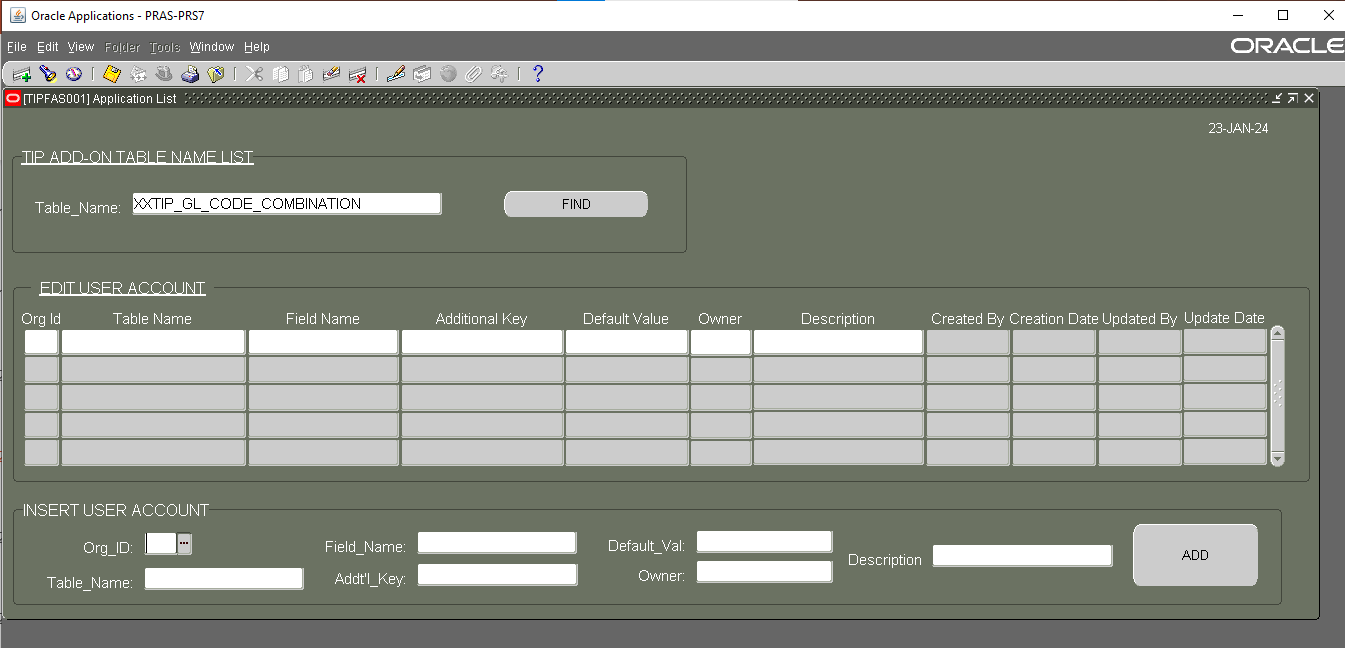 Oracle Applications - PRAS-PRS7
File Edit View Folder Tools Window Help
ORACLE
[TIPFAS001] Application List
23-JAN-24
TIP ADD-ON TABLE NAME LIST
Table_Name: XXTIP_GL_CODE_COMBINATION FIND
EDIT USER ACCOUNT
Org Id Table Name Field Name Additional Key Default Value Owner Description Created By Creation Date Updated By Update Date
INSERT USER ACCOUNT
Org_ID: ... Field_Name: Default_Val: Description ADD
Table_Name: Addt'l_Key: Owner: